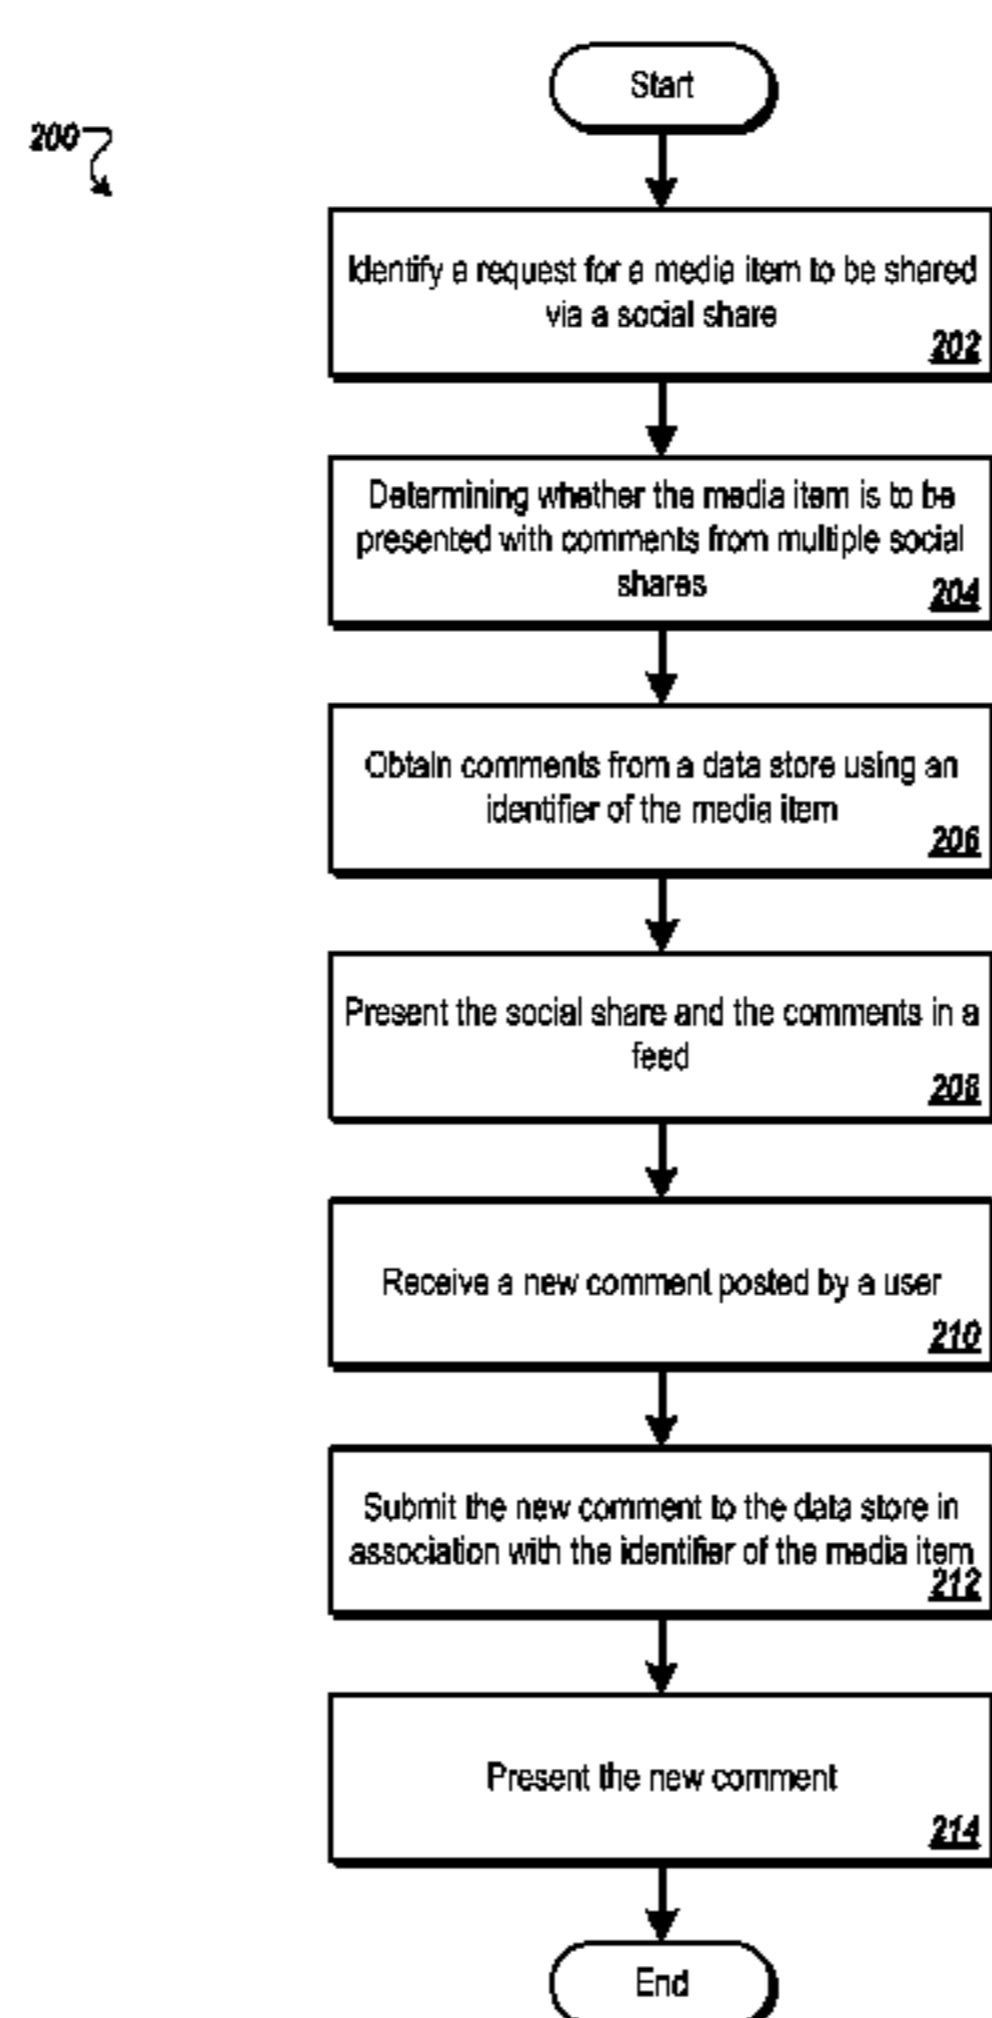 Start
200
Identify a request for a media item to be shared
via a social share
202
Determining whether the media item is to be
presented with comments from multiple social
shares
204
Obtain comments from a data store using an
identifier of the media item
206
Present the social share and the comments in a
feed
208
Receive a new comment posted by a user
210
Submit the new comment to the data store in
association with the identifier of the media item
212
Present the new comment
214
End